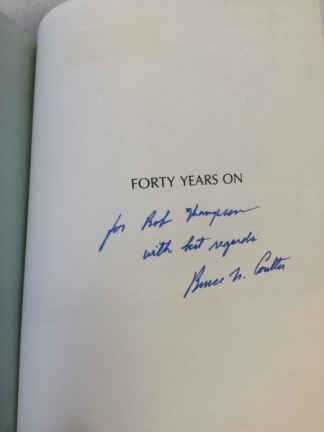 FORTY YEARS ON
for Bob Thompson
with best regards
Bruce N. Coulter